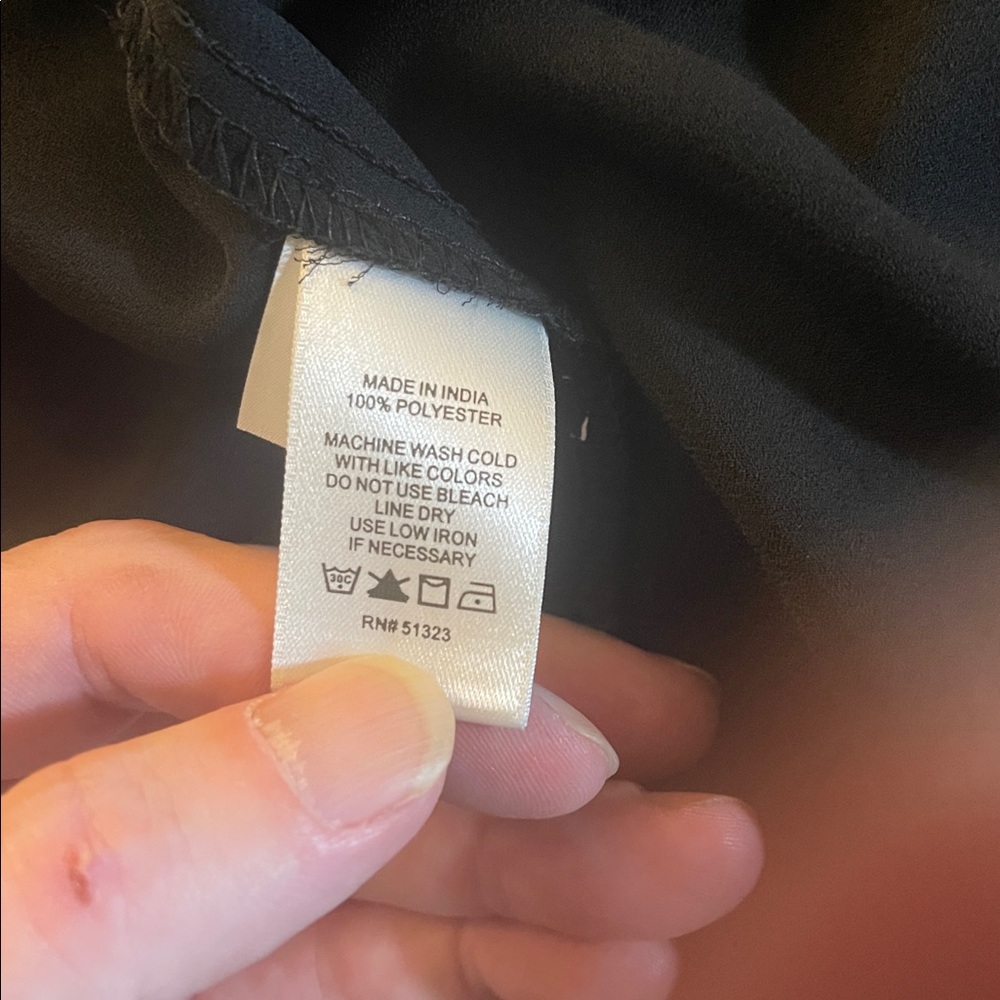 MADE IN INDIA
100% POLYESTER
MACHINE WASH COLD
WITH LIKE COLORS
DO NOT USE BLEACH
LINE DRY
USE LOW IRON
IF NECESSARY
30C
RN# 51323